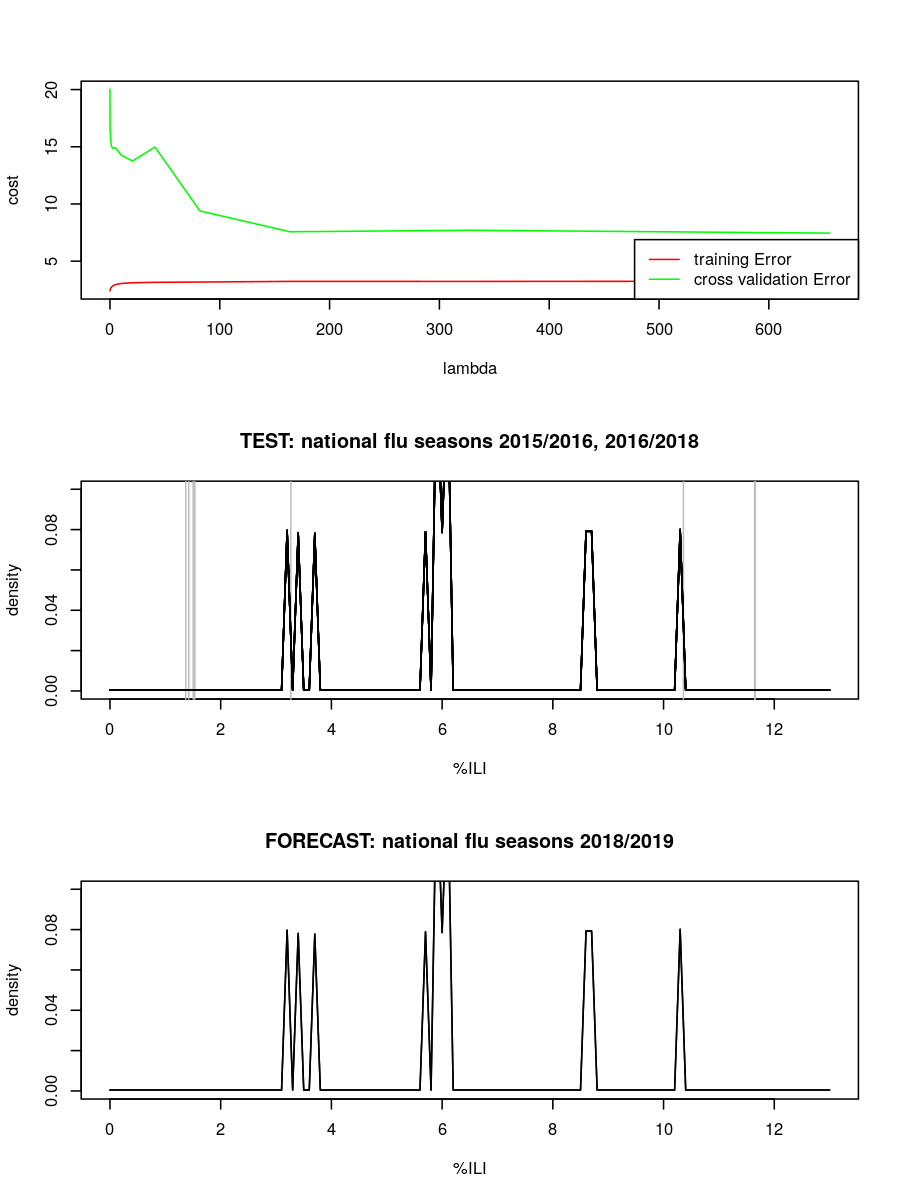 cost
20
15
10
5
training Error
cross validation Error
0 100 200 300 400 500 600
lambda
TEST: national flu seasons 2015/2016, 2016/2018
density
0.08
0.04
0.00
0 2 4 6 8 10 12
%ILI
FORECAST: national flu seasons 2018/2019
density
0.08
0.04
0.00
0 2 4 6 8 10 12
%ILI